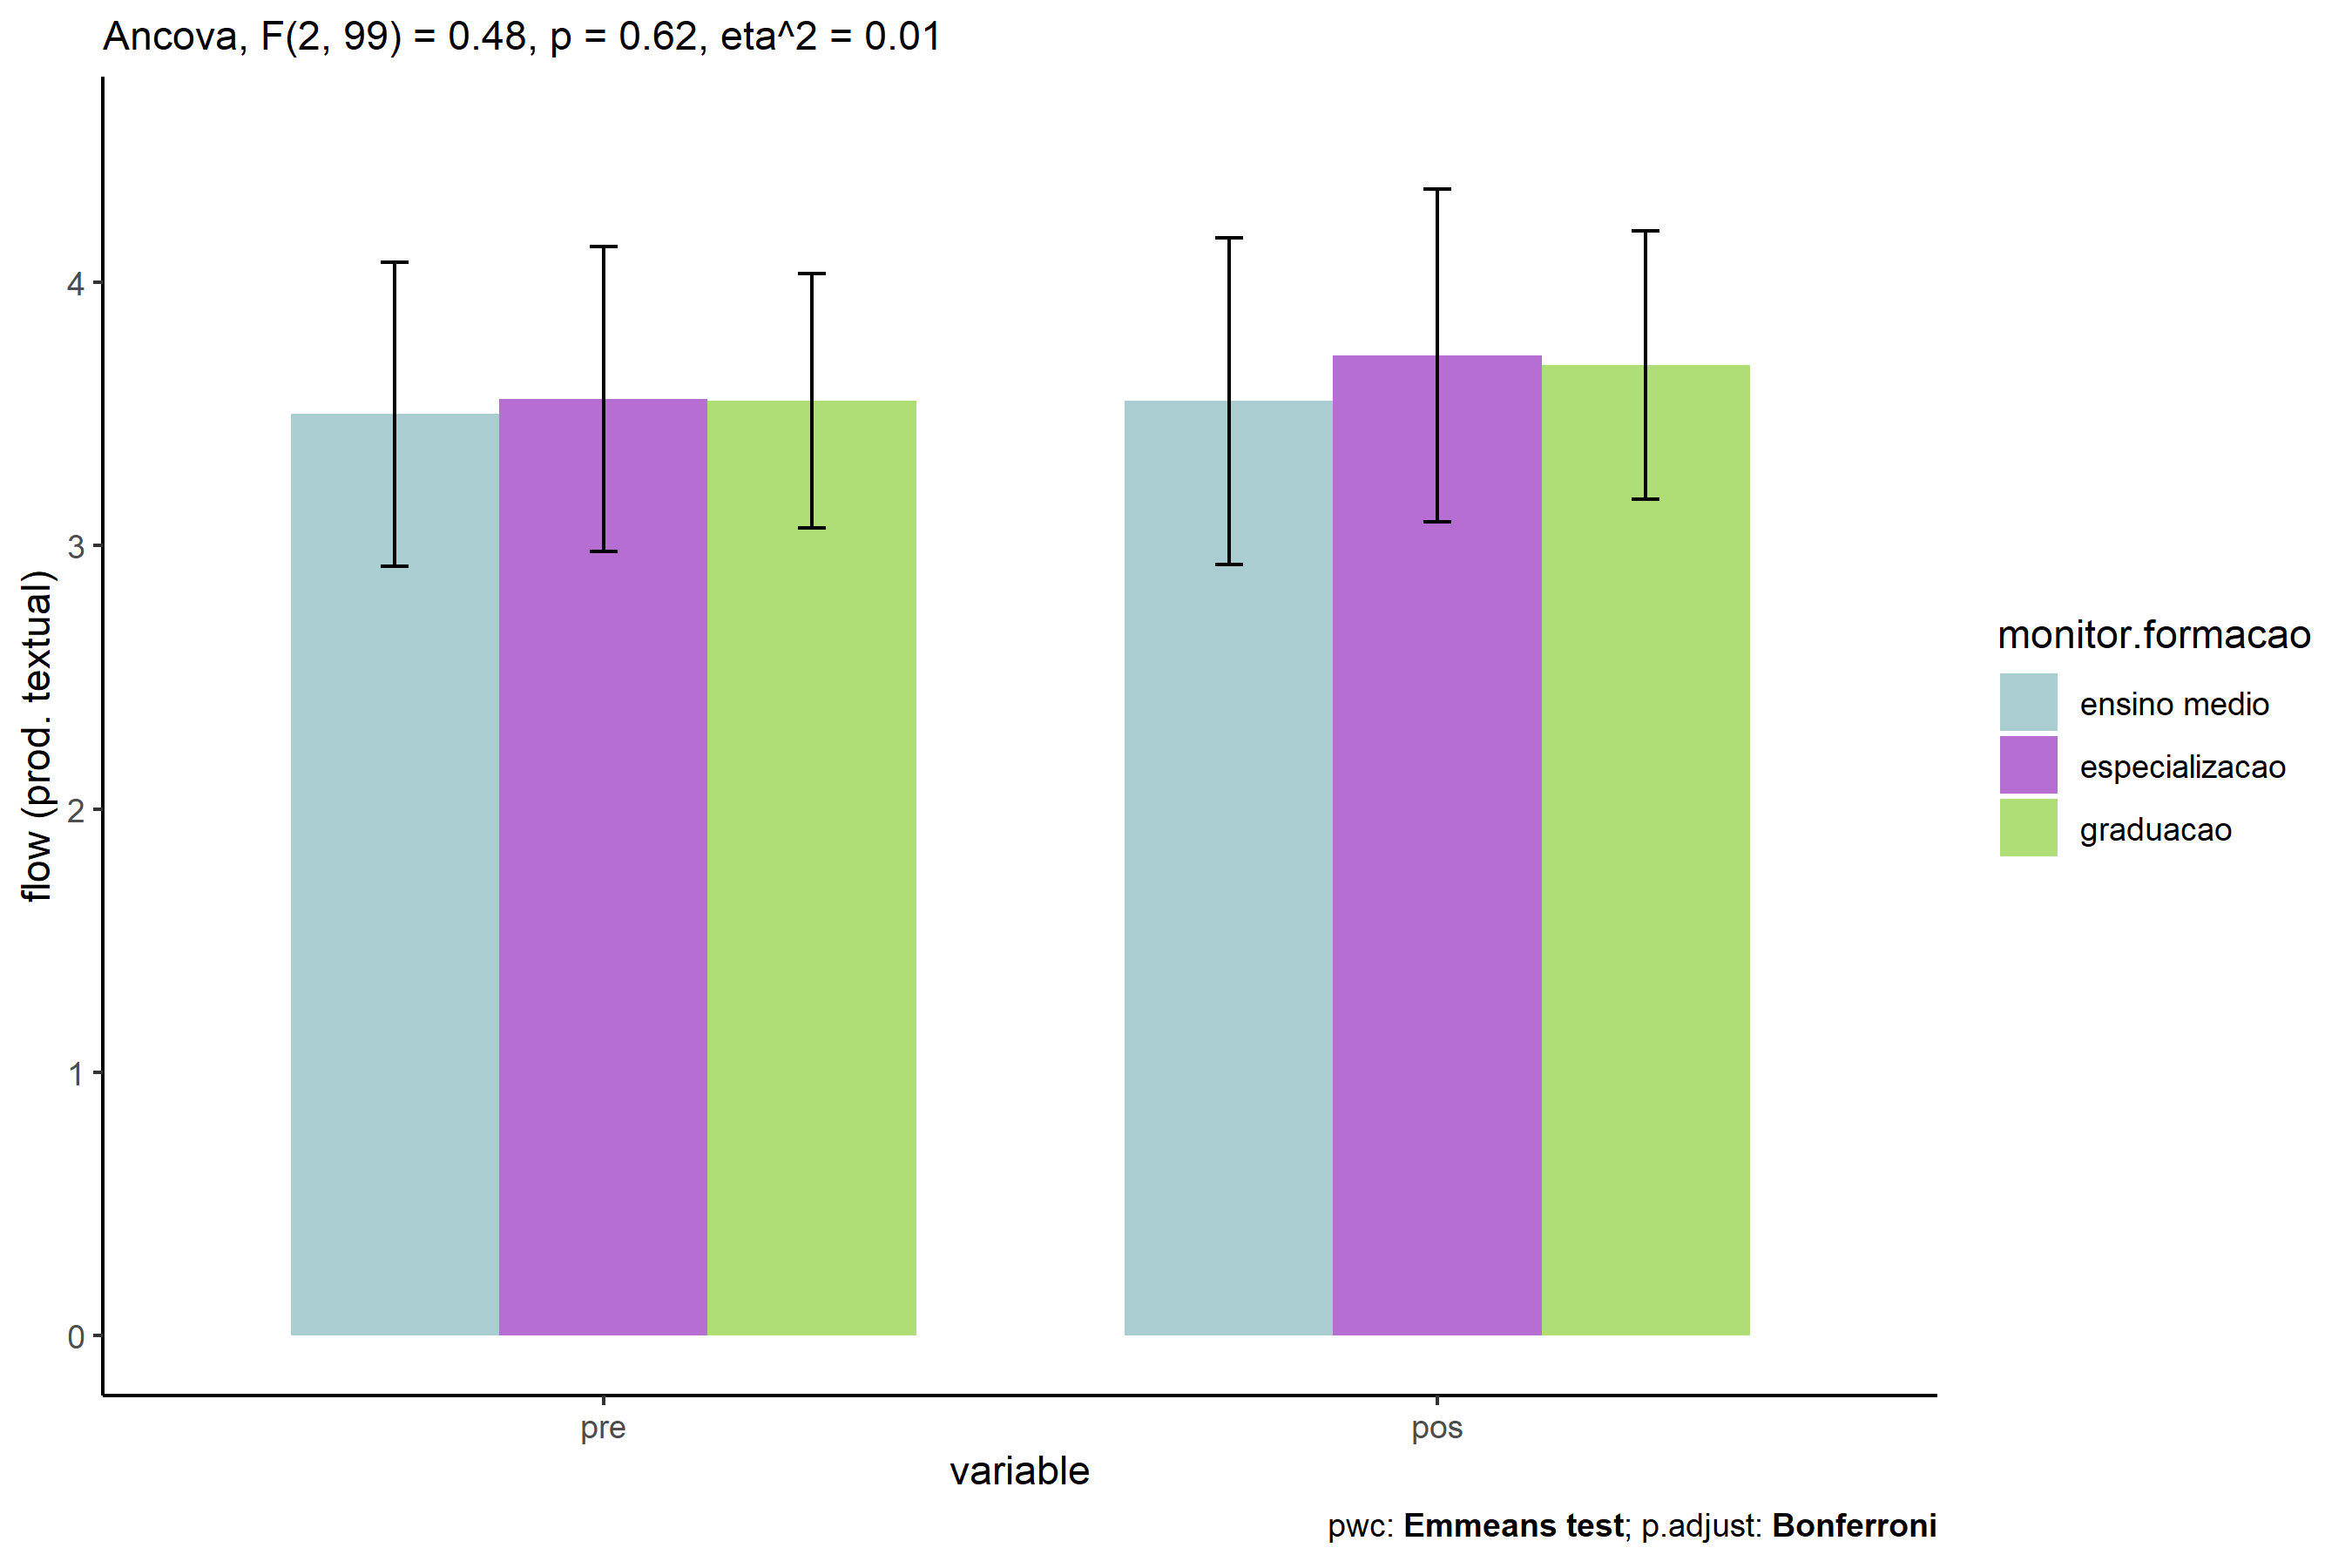 Ancova, F(2, 99) = 0.48, p = 0.62, eta^2 = 0.01
flow (prod. textual)
4
3
2
1
0
pre
pos
variable
monitor.formacao
ensino medio
especializacao
graduacao
pwc: Emmeans test; p.adjust: Bonferroni